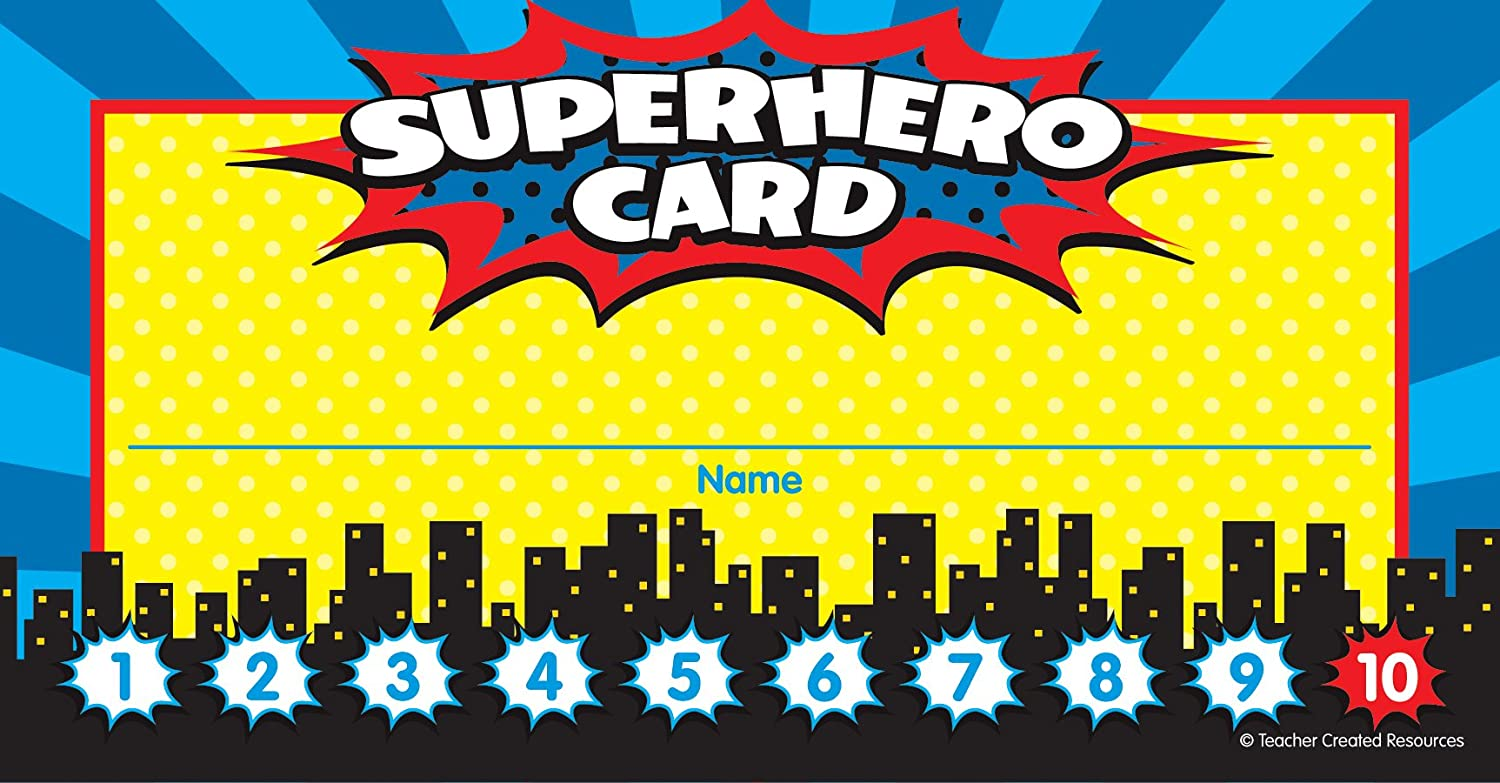 SUPERHERO
CARD
Name
1 2 3 4 5 6 7 8 9 10
© Teacher Created Resources